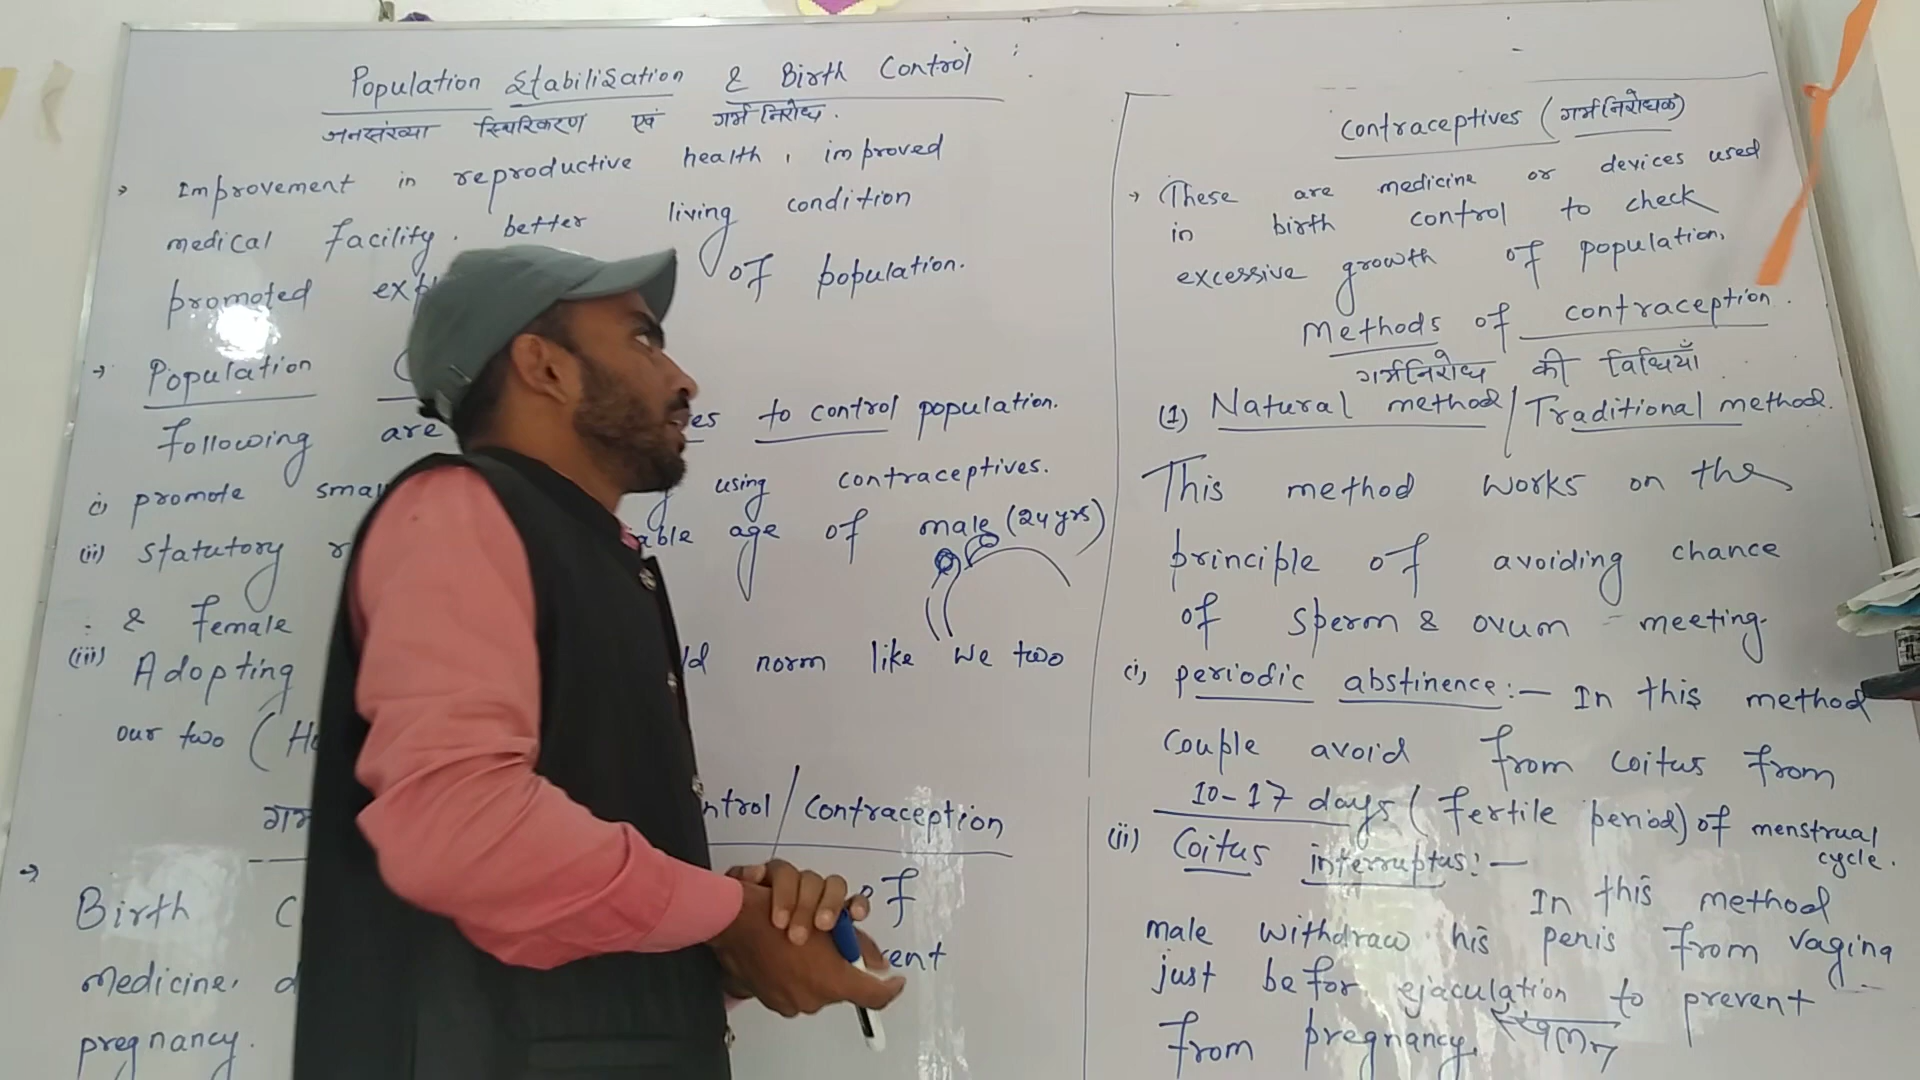 Population Stabilisation & Birth Control
जनसंख्या स्थिरिकरण एवं गर्भनिरोध.
Improvement in reproductive health, improved
medical facility. better living condition
promoted of population.
Population
following are to control population.
(i) promote using contraceptives.
(ii) statutory age of male (24 yrs)
& female
(iii) Adopting norm like we two
our two
Contraception
Birth of
medicine,
pregnancy.
Contraceptives (गर्भनिरोधक)
These are medicine or devices used
in birth control to check
excessive growth of population.
Methods of contraception.
गर्भनिरोध की विधियाँ
(1) Natural method/Traditional method.
This method works on the
principle of avoiding chance
of sperm & ovum meeting.
(i) periodic abstinence:— In this method
couple avoid from coitus from
10-17 days (fertile period) of menstrual
cycle.
(ii) Coitus interruptus:—
In this method
male withdraw his penis from vagina
just befor ejaculation to prevent
स्खलन
from pregnancy.